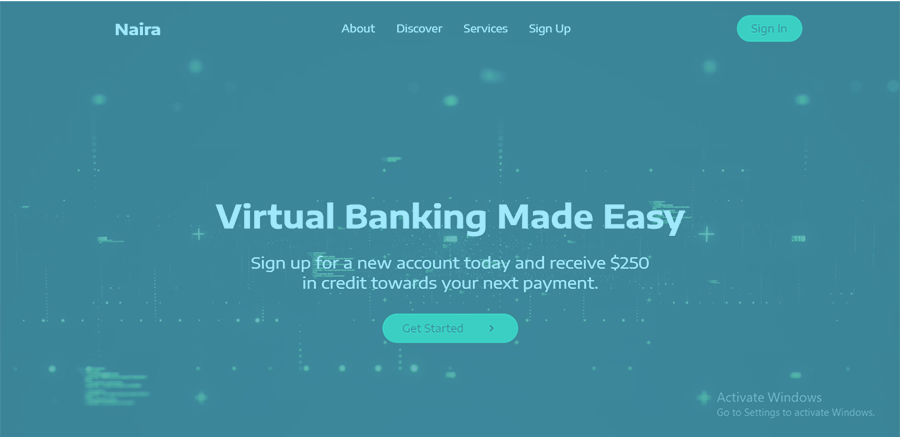 Naira
About
Discover
Services
Sign Up
Sign In
Virtual Banking Made Easy
Sign up for a new account today and receive $250
in credit towards your next payment.
Get Started
Activate Windows
Go to Settings to activate Windows.